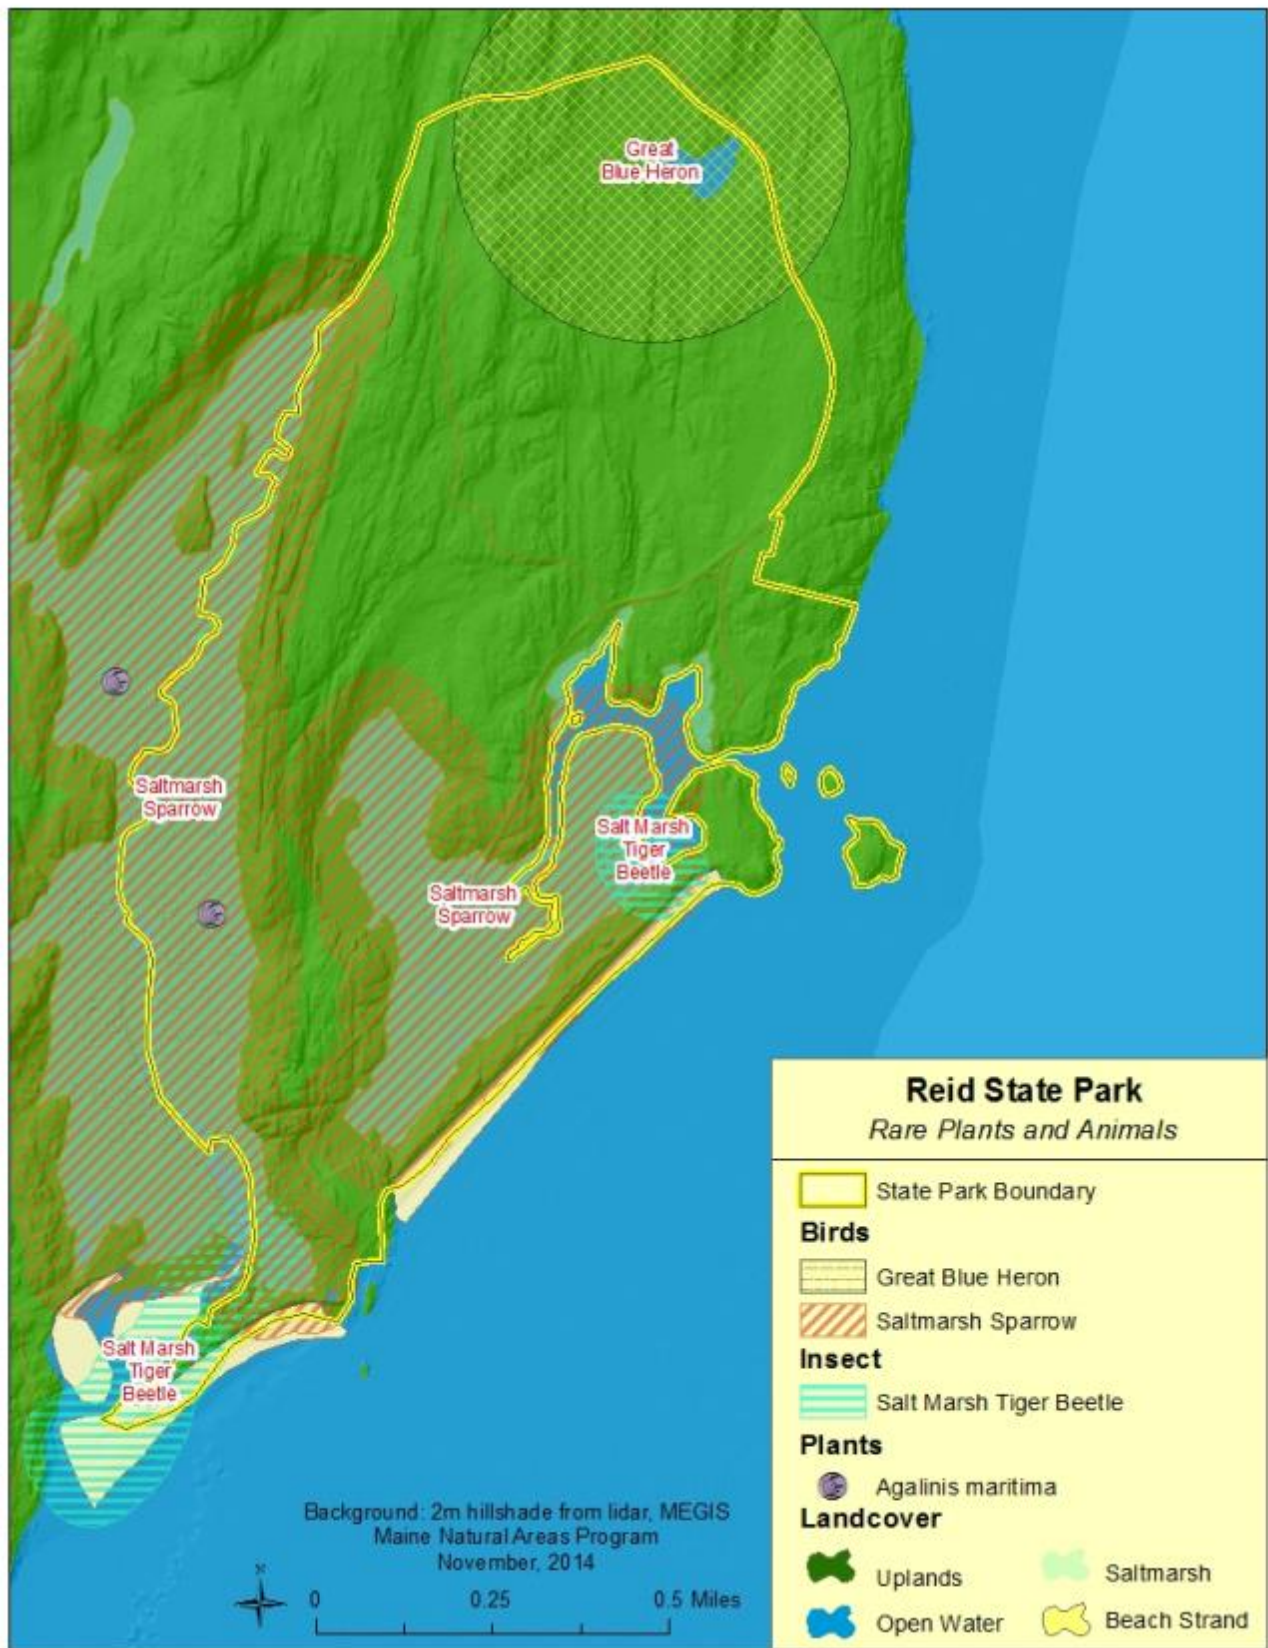 Great
Blue Heron
Saltmarsh
Sparrow
Salt Marsh
Tiger
Beetle
Saltmarsh
Sparrow
Salt Marsh
Tiger
Beetle
Reid State Park
Rare Plants and Animals
State Park Boundary
Birds
Great Blue Heron
Saltmarsh Sparrow
Insect
Salt Marsh Tiger Beetle
Plants
Agalinis maritima
Landcover
Uplands
Saltmarsh
Open Water
Beach Strand
Background: 2m hillshade from lidar, MEGIS
Maine Natural Areas Program
November, 2014
N
0 0.25 0.5 Miles